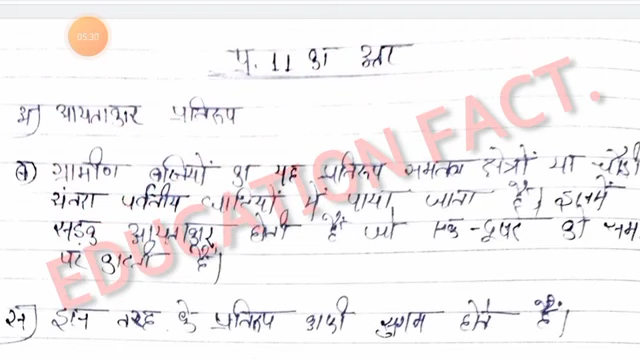 05:30
प्र. 11 का उत्तर
अ) आयताकार प्रतिरूप
ब) ग्रामीण बस्तियों का यह प्रतिरूप समतल क्षेत्रों या चौड़ी
अंतरा पर्वतीय घाटियों में पाया जाता है। इसमें
सड़कें आयताकार होती हैं जो एक-दूसरे को सम
पर काटती हैं।
स) इस तरह के प्रतिरूप काफी सुगम होते हैं।
EDUCATION FACT.